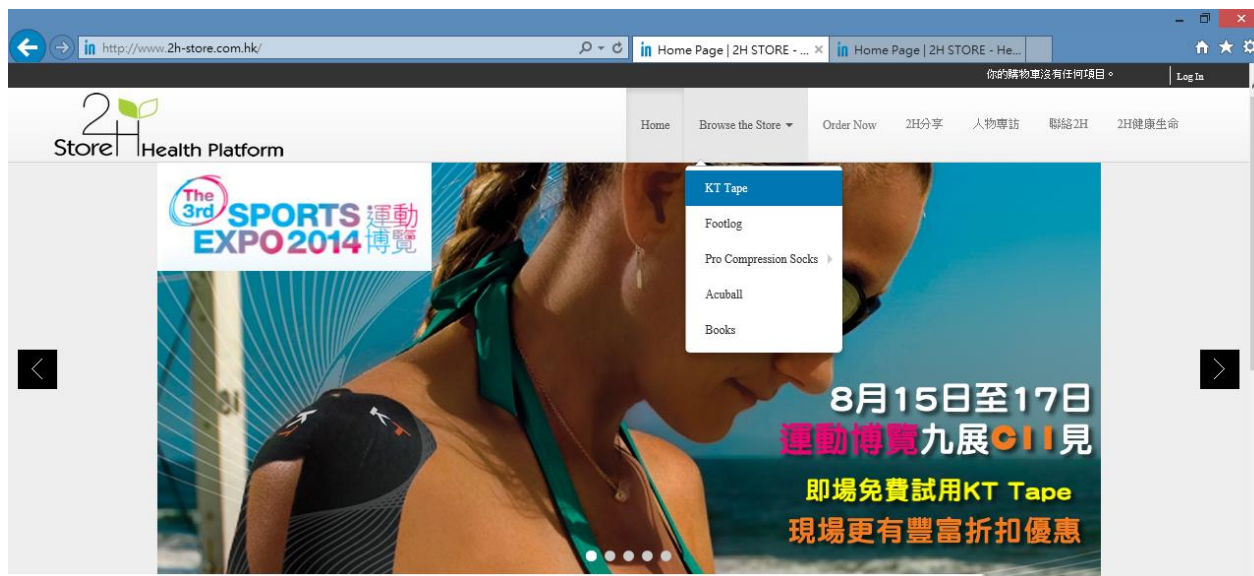 http://www.2h-store.com.hk/
Home Page | 2H STORE - ...
Home Page | 2H STORE - He...
你的購物車沒有任何項目。
Log In
2H
Store Health Platform
Home
Browse the Store
Order Now
2H分享
人物專訪
聯絡2H
2H健康生命
KT Tape
Footlog
Pro Compression Socks
Acuball
Books
The
3rd SPORTS 運動
EXPO 2014 博覽
8月15日至17日
運動博覽九展C11見
即場免費試用KT Tape
現場更有豐富折扣優惠